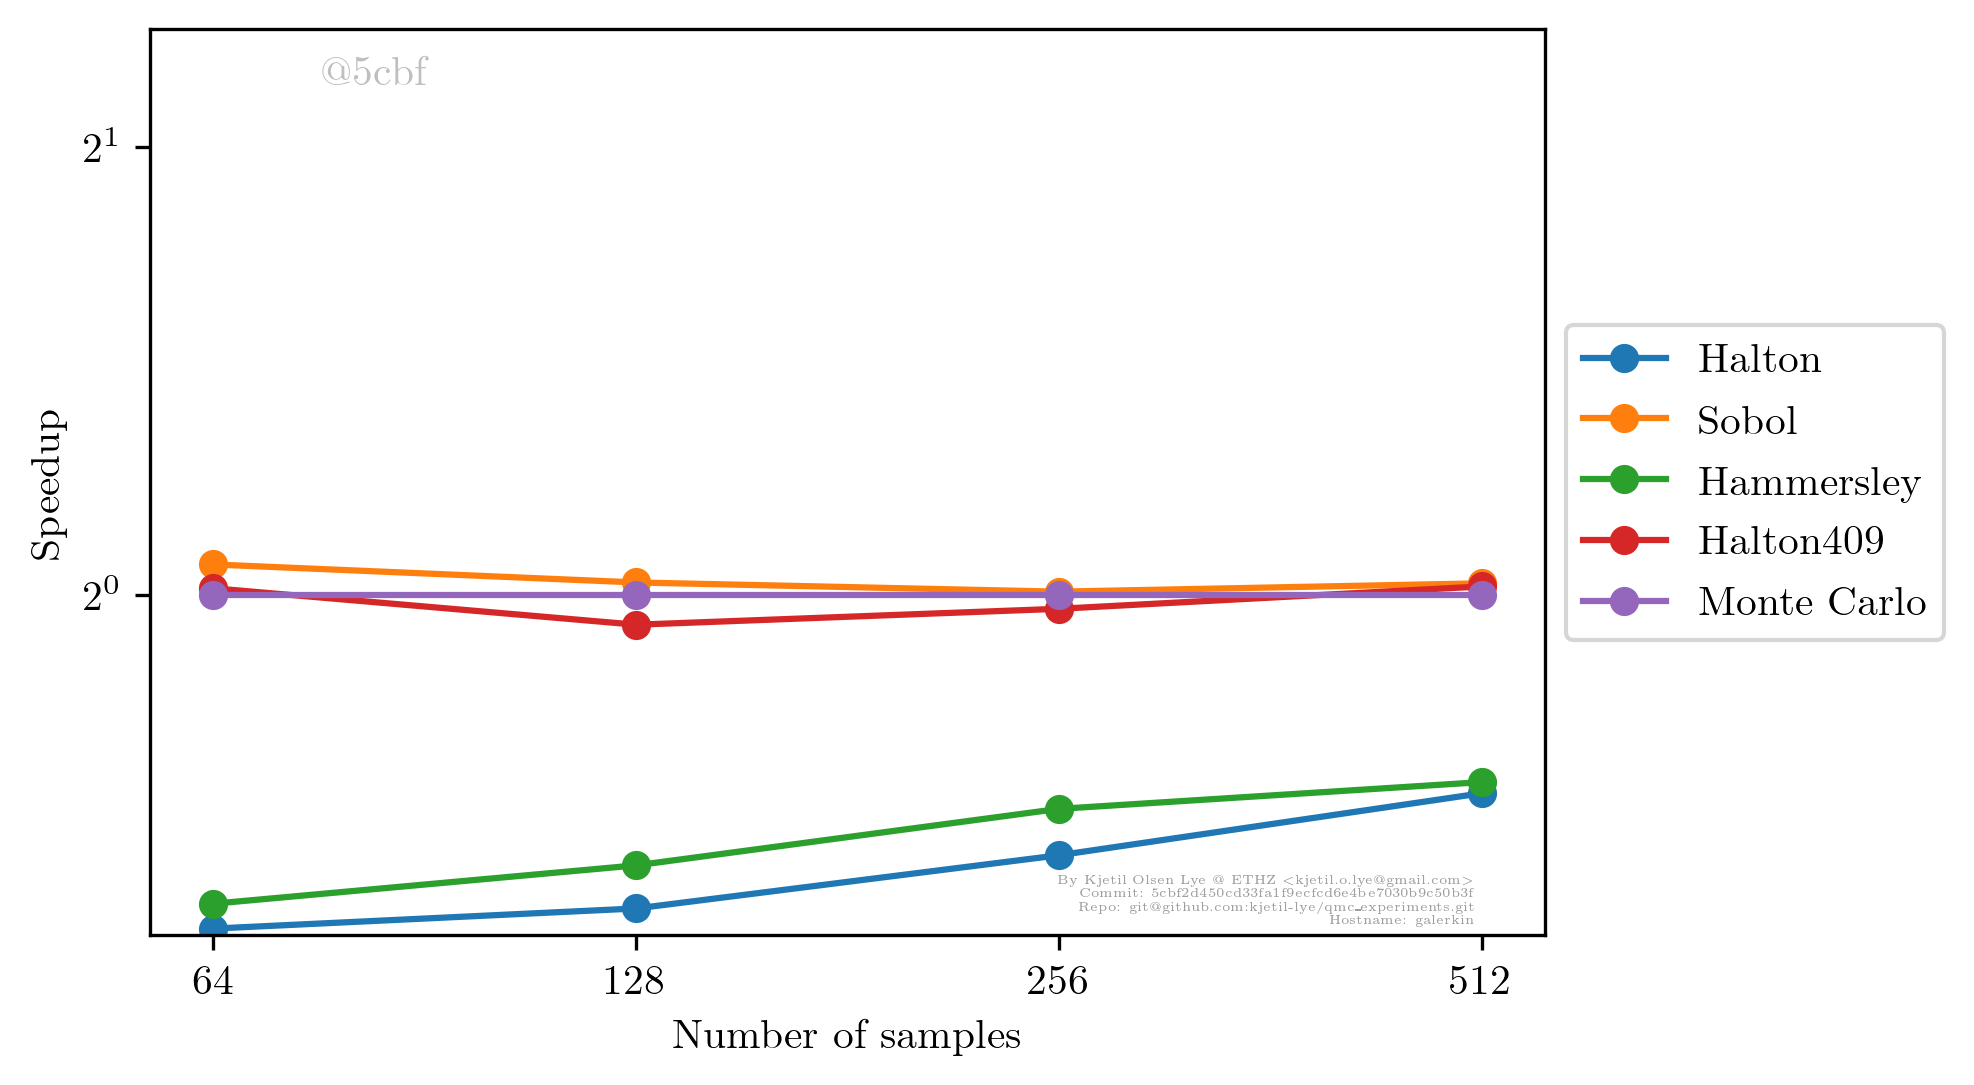 @5cbf
2^1
2^0
Speedup
Halton
Sobol
Hammersley
Halton409
Monte Carlo
By Kjetil Olsen Lye @ ETHZ <kjetil.o.lye@gmail.com>
Commit: 5cbf2d450cd33fa1f9ecfcd6e4be7030b9c50b3f
Repo: git@github.com:kjetil-lye/qmc_experiments.git
Hostname: galerkin
64 128 256 512
Number of samples